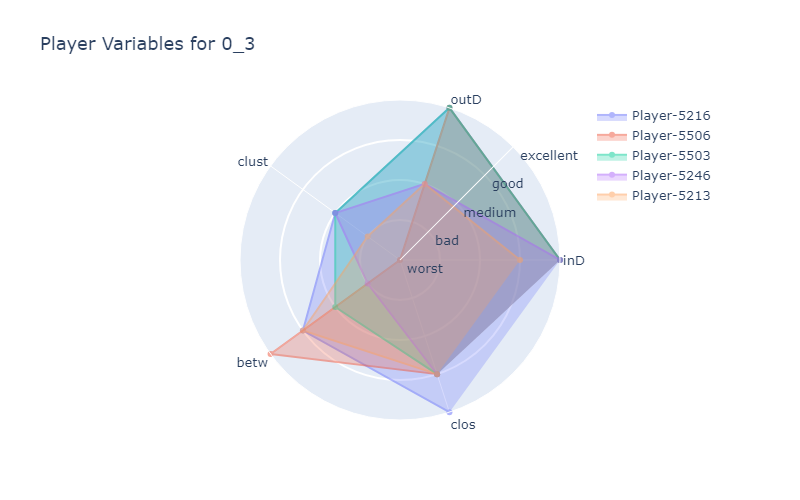 Player Variables for 0_3
outD
Player-5216
Player-5506
Player-5503
Player-5246
Player-5213
clust
excellent
good
medium
bad
worst
inD
betw
clos